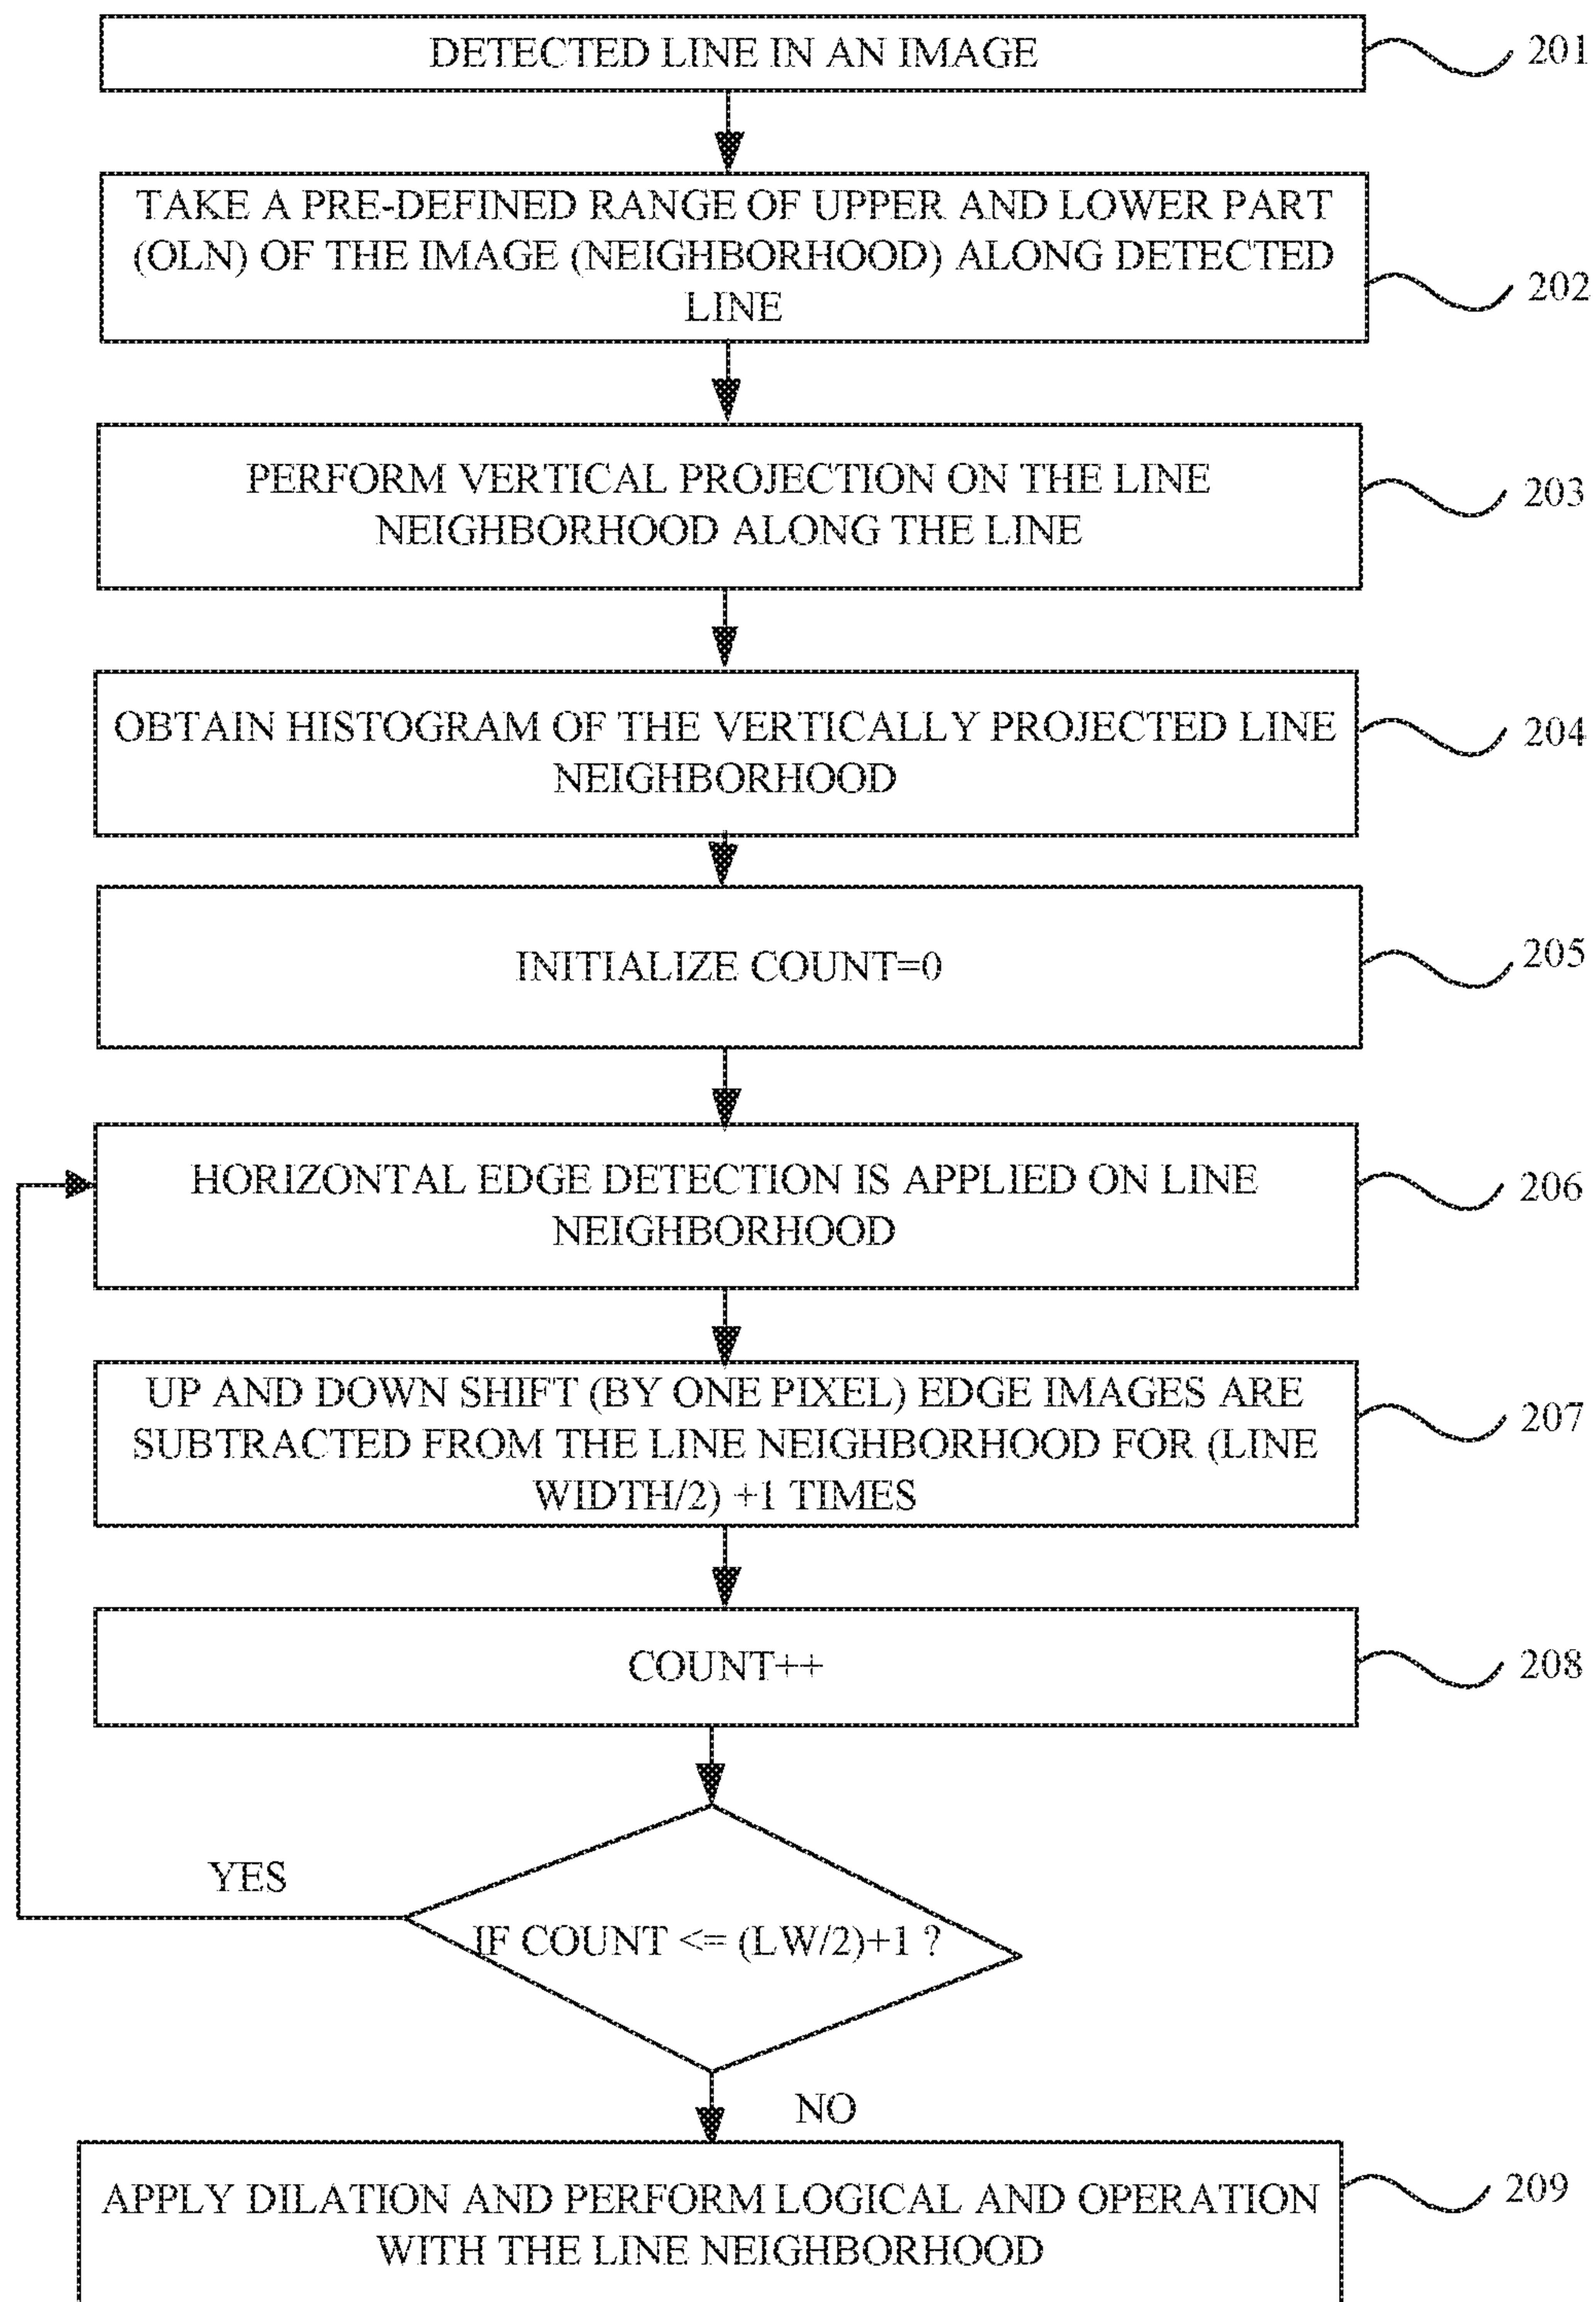 DETECTED LINE IN AN IMAGE
201
TAKE A PRE-DEFINED RANGE OF UPPER AND LOWER PART
(OLN) OF THE IMAGE (NEIGHBORHOOD) ALONG DETECTED
LINE
202
PERFORM VERTICAL PROJECTION ON THE LINE
NEIGHBORHOOD ALONG THE LINE
203
OBTAIN HISTOGRAM OF THE VERTICALLY PROJECTED LINE
NEIGHBORHOOD
204
INITIALIZE COUNT=0
205
HORIZONTAL EDGE DETECTION IS APPLIED ON LINE
NEIGHBORHOOD
206
UP AND DOWN SHIFT (BY ONE PIXEL) EDGE IMAGES ARE
SUBTRACTED FROM THE LINE NEIGHBORHOOD FOR (LINE
WIDTH/2) +1 TIMES
207
COUNT++
208
YES
IF COUNT <= (LW/2)+1 ?
NO
APPLY DILATION AND PERFORM LOGICAL AND OPERATION
WITH THE LINE NEIGHBORHOOD
209